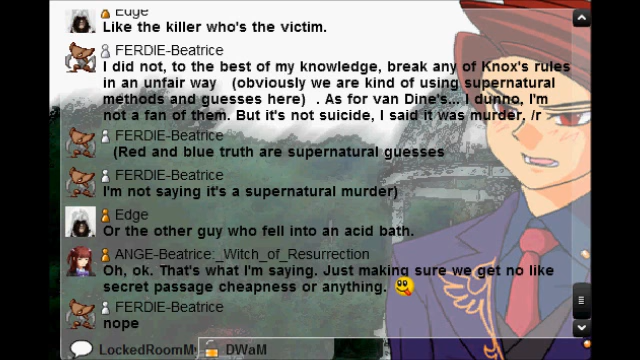 Edge
Like the killer who's the victim.
FERDIE-Beatrice
I did not, to the best of my knowledge, break any of Knox's rules
in an unfair way (obviously we are kind of using supernatural
methods and guesses here) . As for van Dine's... I dunno, I'm
not a fan of them. But it's not suicide, I said it was murder, /r
FERDIE-Beatrice
(Red and blue truth are supernatural guesses
FERDIE-Beatrice
I'm not saying it's a supernatural murder)
Edge
Or the other guy who fell into an acid bath.
ANGE-Beatrice:_Witch_of_Resurrection
Oh, ok. That's what I'm saying. Just making sure we get no like
secret passage cheapness or anything.
FERDIE-Beatrice
nope
LockedRoomM
DWaM